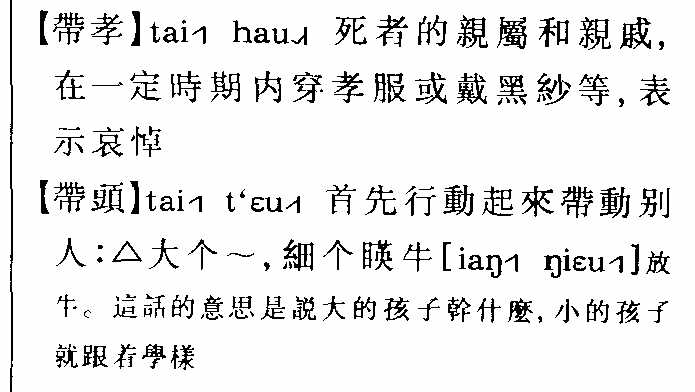 【帶孝】tai˧ hau˩ 死者的親屬和親戚，
在一定時期内穿孝服或戴黑紗等，表
示哀悼
【帶頭】tai˧ tʻɛu˧ 首先行動起來帶動别
人：△大个～，細个䁐牛[iaŋ˧ ŋiɛu˧]放
牛。這話的意思是説大的孩子幹什麽，小的孩子
就跟着學樣